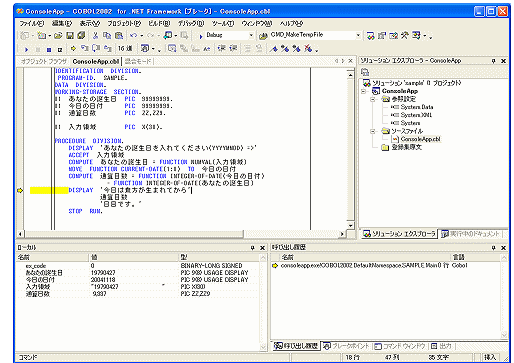 ConsoleApp - COBOL2002 for .NET Framework [ブレーク] - ConsoleApp.cbl
ファイル(F) 編集(E) 表示(V) プロジェクト(P) ビルド(B) デバッグ(D) ツール(T) ウィンドウ(W) ヘルプ(H)
Debug CMD_MakeTempFile
16 進
オブジェクト ブラウザ ConsoleApp.cbl 混合モード
IDENTIFICATION DIVISION.
PROGRAM-ID. SAMPLE.
DATA DIVISION.
WORKING-STORAGE SECTION.
01 あなたの誕生日 PIC 99999999.
01 今日の日付 PIC 99999999.
01 通算日数 PIC ZZ,ZZ9.
01 入力領域 PIC X(30).
PROCEDURE DIVISION.
DISPLAY 'あなたの誕生日を入れてください(YYYYMMDD) =>'
ACCEPT 入力領域
COMPUTE あなたの誕生日 = FUNCTION NUMVAL(入力領域)
MOVE FUNCTION CURRENT-DATE(1:8) TO 今日の日付
COMPUTE 通算日数 = FUNCTION INTEGER-OF-DATE(今日の日付)
- FUNCTION INTEGER-OF-DATE(あなたの誕生日)
DISPLAY '今日は貴方が生まれてから'
通算日数
'日目です。'
STOP RUN.
ソリューション エクスプローラ - ConsoleApp
ソリューション 'sample' (1 プロジェクト)
ConsoleApp
参照設定
System.Data
System.XML
System
ソースファイル
ConsoleApp.cbl
登録集原文
ソリューション エクスプローラ 実行中のドキュメント
ローカル
名前 値 型
ex_code 0 BINARY-LONG SIGNED
あなたの誕生日 19790427 PIC 9(8) USAGE DISPLAY
今日の日付 20041118 PIC 9(8) USAGE DISPLAY
入力領域 "19790427 " PIC X(30)
通算日数 9,337 PIC ZZ,ZZ9
呼び出し履歴
名前 言語
consoleapp.exe!COBOL2002.DefaultNamespace.SAMPLE.Main() 行 Cobol
呼び出し履歴 ブレークポイント コマンド ウィンドウ 出力
コマンド 18 行 47 列 35 文字 挿入